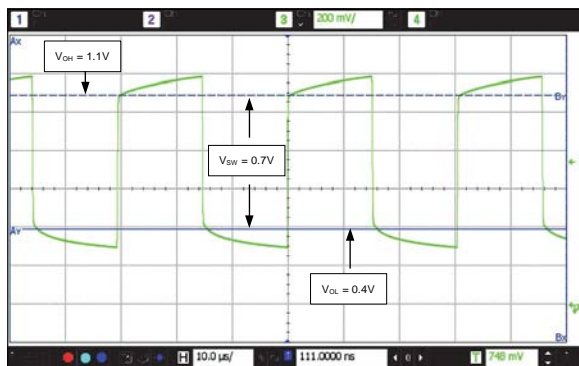 1 2 3 200 mV/ 4
Ax
VOH = 1.1V
By
VSW = 0.7V
Ay
VOL = 0.4V
Bx
H 10.0 µs/ 111.0000 ns 0 T 748 mV